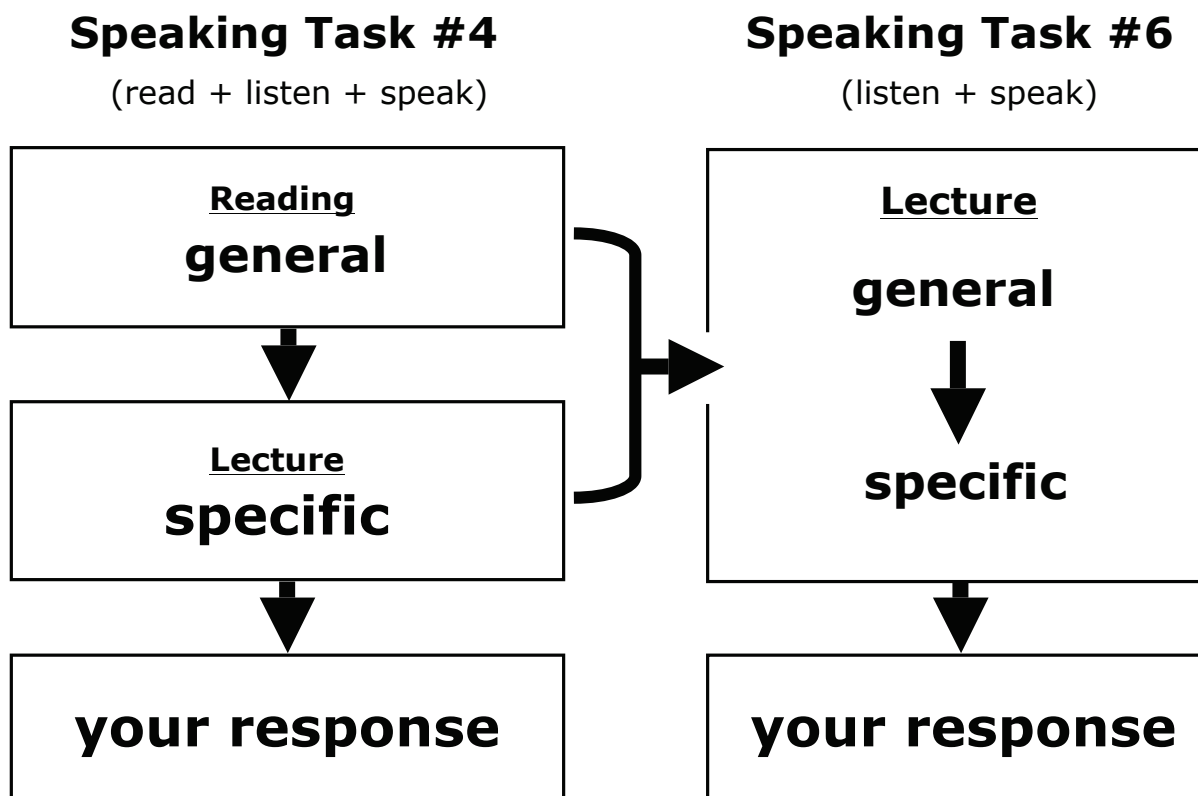 Speaking Task #4
(read + listen + speak)
Reading
general
Lecture
specific
your response
Speaking Task #6
(listen + speak)
Lecture
general
specific
your response